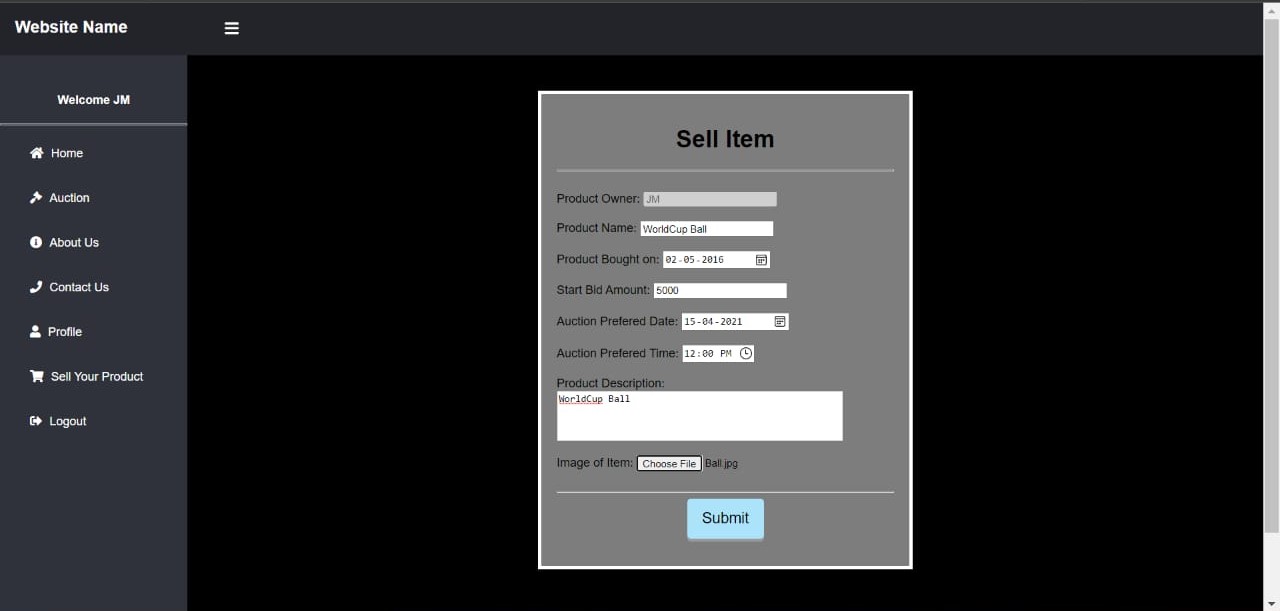 Website Name
Welcome JM
Home
Auction
About Us
Contact Us
Profile
Sell Your Product
Logout
Sell Item
Product Owner: JM
Product Name: WorldCup Ball
Product Bought on: 02-05-2016
Start Bid Amount: 5000
Auction Prefered Date: 15-04-2021
Auction Prefered Time: 12:00 PM
Product Description:
WorldCup Ball
Image of Item: Choose File Ball.jpg
Submit